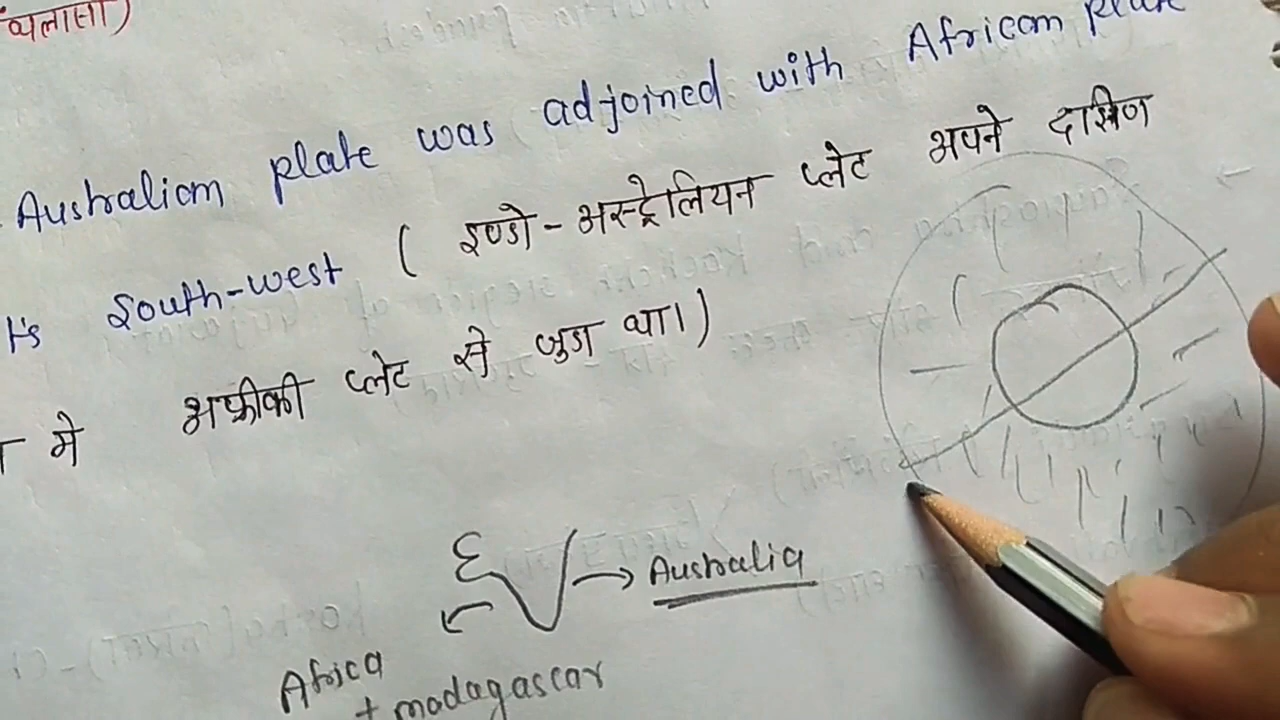 Australian plate was adjoined with African plate
It's South-west ( इण्डो-अस्ट्रेलियन प्लेट अपने दक्षिण
मे अफ्रीकी प्लेट से जुडा था।)
Australia
Africa
+ madagascar